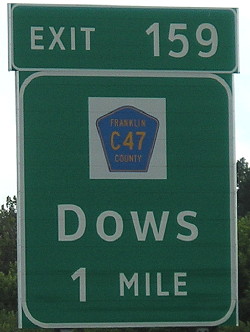 EXIT 159
FRANKLIN
C47
COUNTY
Dows
1 MILE